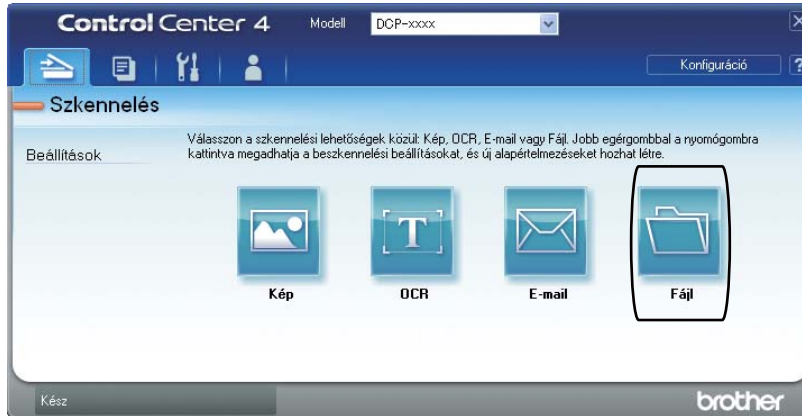 Control Center 4 Modell DCP-xxxx
Konfiguráció ?
Szkennelés
Beállítások
Válasszon a szkennelési lehetőségek közül: Kép, OCR, E-mail vagy Fájl. Jobb egérgombbal a nyomógombra
kattintva megadhatja a beszkennelési beállításokat, és új alapértelmezéseket hozhat létre.
T
Kép OCR E-mail Fájl
Kész brother